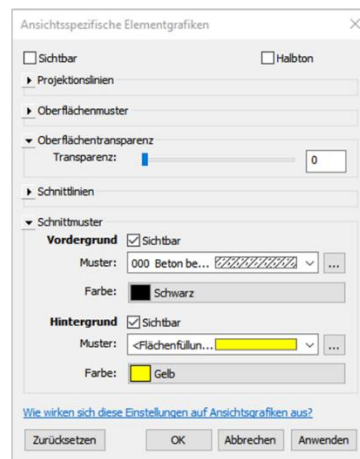 Ansichtsspezifische Elementgrafiken
Sichtbar Halbton
Projektionslinien
Oberflächenmuster
Oberflächentransparenz
Transparenz: 0
Schnittlinien
Schnittmuster
Vordergrund Sichtbar
Muster: 000 Beton be... ...
Farbe: Schwarz
Hintergrund Sichtbar
Muster: <Flächenfüllun... ...
Farbe: Gelb
Wie wirken sich diese Einstellungen auf Ansichtsgrafiken aus?
Zurücksetzen OK Abbrechen Anwenden